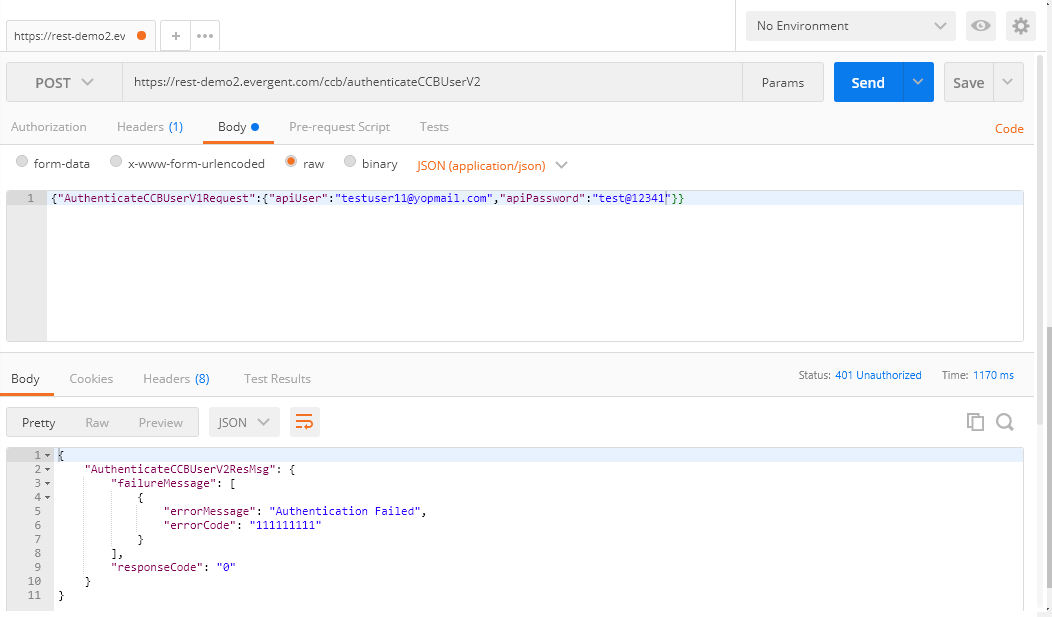 https://rest-demo2.ev + •••
No Environment
POST https://rest-demo2.evergent.com/ccb/authenticateCCBUserV2 Params Send Save
Authorization Headers (1) Body Pre-request Script Tests Code
form-data x-www-form-urlencoded raw binary JSON (application/json)
1 {"AuthenticateCCBUserV1Request":{"apiUser":"testuser11@yopmail.com","apiPassword":"test@12341"}}
Body Cookies Headers (8) Test Results Status: 401 Unauthorized Time: 1170 ms
Pretty Raw Preview JSON
1 {
2 "AuthenticateCCBUserV2ResMsg": {
3 "failureMessage": [
4 {
5 "errorMessage": "Authentication Failed",
6 "errorCode": "111111111"
7 }
8 ],
9 "responseCode": "0"
10 }
11 }